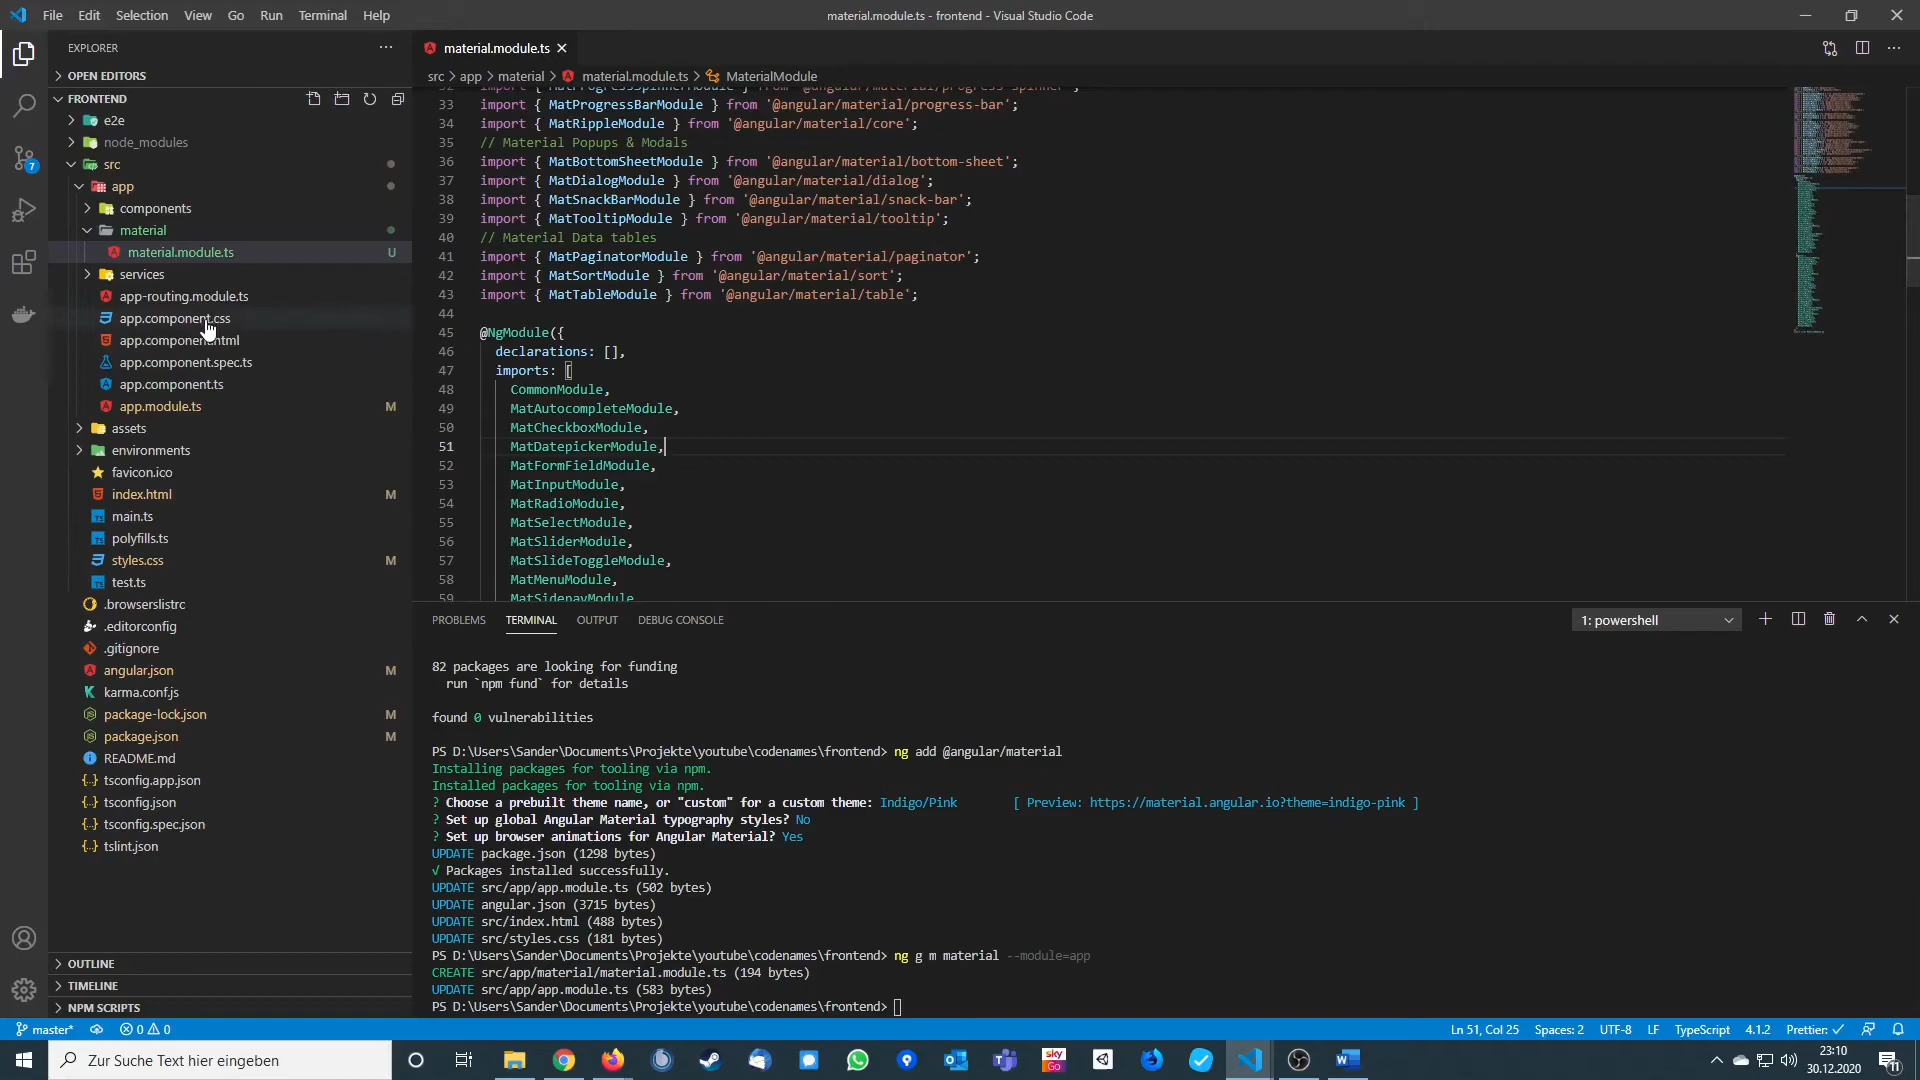 File Edit Selection View Go Run Terminal Help
material.module.ts - frontend - Visual Studio Code
EXPLORER
OPEN EDITORS
FRONTEND
e2e
node_modules
src
app
components
material
material.module.ts U
services
app-routing.module.ts
app.component.css
app.component.html
app.component.spec.ts
app.component.ts
app.module.ts M
assets
environments
favicon.ico
index.html M
main.ts
polyfills.ts
styles.css M
test.ts
.browserslistrc
.editorconfig
.gitignore
angular.json M
karma.conf.js
package-lock.json M
package.json M
README.md
tsconfig.app.json
tsconfig.json
tsconfig.spec.json
tslint.json
OUTLINE
TIMELINE
NPM SCRIPTS
7
material.module.ts
src > app > material > material.module.ts > MaterialModule
32 import { MatProgressSpinnerModule } from '@angular/material/progress-spinner';
33 import { MatProgressBarModule } from '@angular/material/progress-bar';
34 import { MatRippleModule } from '@angular/material/core';
35 // Material Popups & Modals
36 import { MatBottomSheetModule } from '@angular/material/bottom-sheet';
37 import { MatDialogModule } from '@angular/material/dialog';
38 import { MatSnackBarModule } from '@angular/material/snack-bar';
39 import { MatTooltipModule } from '@angular/material/tooltip';
40 // Material Data tables
41 import { MatPaginatorModule } from '@angular/material/paginator';
42 import { MatSortModule } from '@angular/material/sort';
43 import { MatTableModule } from '@angular/material/table';
44
45 @NgModule({
46 declarations: [],
47 imports: [
48 CommonModule,
49 MatAutocompleteModule,
50 MatCheckboxModule,
51 MatDatepickerModule,
52 MatFormFieldModule,
53 MatInputModule,
54 MatRadioModule,
55 MatSelectModule,
56 MatSliderModule,
57 MatSlideToggleModule,
58 MatMenuModule,
59 MatSidenavModule
PROBLEMS TERMINAL OUTPUT DEBUG CONSOLE
1: powershell
82 packages are looking for funding
run `npm fund` for details
found 0 vulnerabilities
PS D:\Users\Sander\Documents\Projekte\youtube\codenames\frontend> ng add @angular/material
Installing packages for tooling via npm.
Installed packages for tooling via npm.
? Choose a prebuilt theme name, or "custom" for a custom theme: Indigo/Pink [ Preview: https://material.angular.io?theme=indigo-pink ]
? Set up global Angular Material typography styles? No
? Set up browser animations for Angular Material? Yes
UPDATE package.json (1298 bytes)
√ Packages installed successfully.
UPDATE src/app/app.module.ts (502 bytes)
UPDATE angular.json (3715 bytes)
UPDATE src/index.html (488 bytes)
UPDATE src/styles.css (181 bytes)
PS D:\Users\Sander\Documents\Projekte\youtube\codenames\frontend> ng g m material --module=app
CREATE src/app/material/material.module.ts (194 bytes)
UPDATE src/app/app.module.ts (583 bytes)
PS D:\Users\Sander\Documents\Projekte\youtube\codenames\frontend>
master* 0 0
Ln 51, Col 25 Spaces: 2 UTF-8 LF TypeScript 4.1.2 Prettier: ✓
Zur Suche Text hier eingeben
sky Go
23:10
30.12.2020
11